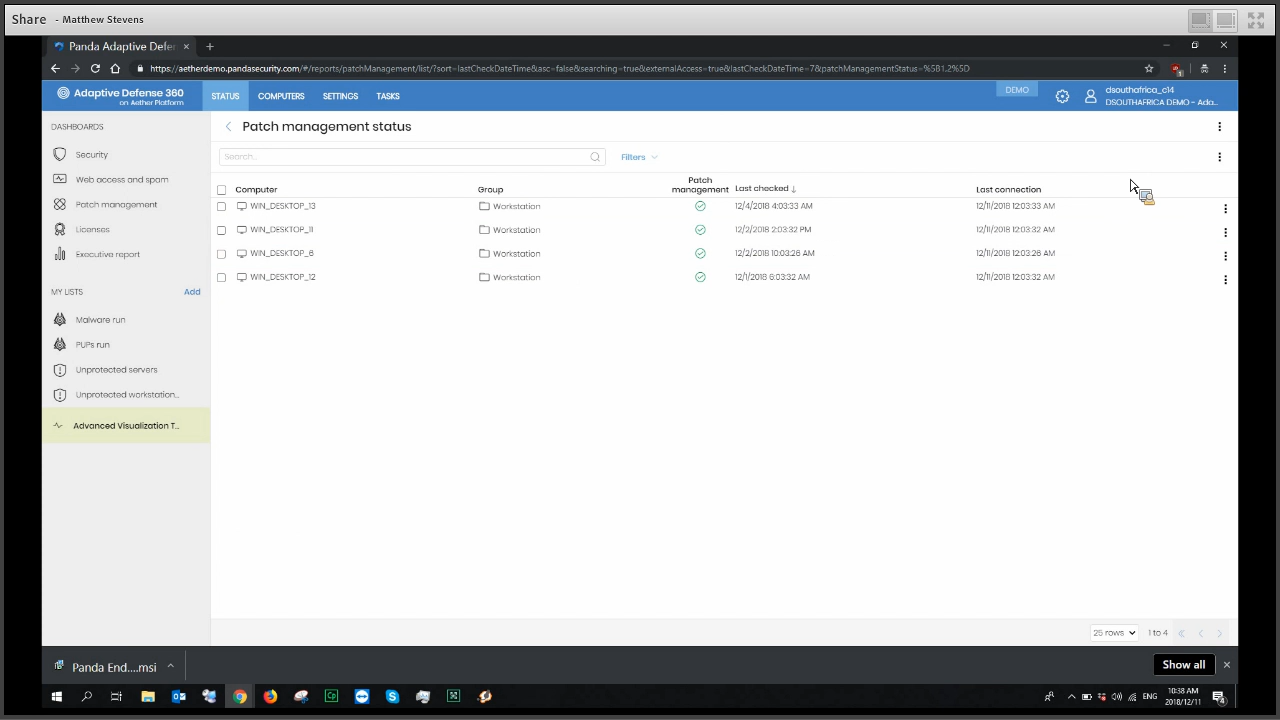 Share - Matthew Stevens
Panda Adaptive Defer
https://aetherdemo.pandasecurity.com/#/reports/patchManagement/list/?sort=lastCheckDateTime&asc=false&searching=true&externalAccess=true&lastCheckDateTime=7&patchManagementStatus=%5B1,2%5D
Adaptive Defense 360
on Aether Platform
STATUS COMPUTERS SETTINGS TASKS
DEMO
dsouthafrica_c14
DSOUTHAFRICA DEMO - Ada...
DASHBOARDS
Security
Web access and spam
Patch management
Licenses
Executive report
MY LISTS Add
Malware run
PUPs run
Unprotected servers
Unprotected workstation...
Advanced Visualization T...
Patch management status
Search...
Filters
Computer Group Patch management Last checked Last connection
WIN_DESKTOP_13 Workstation 12/4/2018 4:03:33 AM 12/11/2018 12:03:33 AM
WIN_DESKTOP_11 Workstation 12/2/2018 2:03:32 PM 12/11/2018 12:03:32 AM
WIN_DESKTOP_6 Workstation 12/2/2018 10:03:26 AM 12/11/2018 12:03:26 AM
WIN_DESKTOP_12 Workstation 12/1/2018 6:03:32 AM 12/11/2018 12:03:32 AM
25 rows 1 to 4
Panda End....msi
Show all
ENG
10:38 AM
2018/12/11